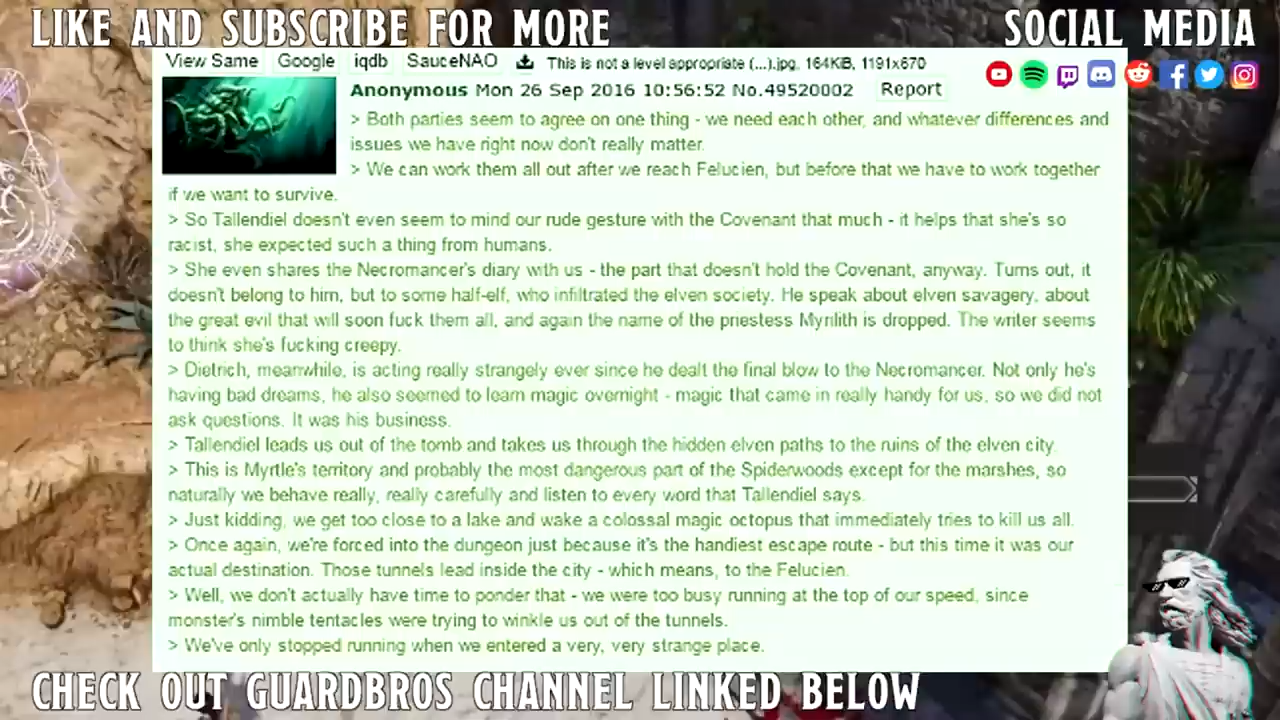 LIKE AND SUBSCRIBE FOR MORE
SOCIAL MEDIA
View Same Google iqdb SauceNAO This is not a level appropriate (...).jpg, 164KiB, 1191x670
Anonymous Mon 26 Sep 2016 10:56:52 No.49520002 Report
> Both parties seem to agree on one thing - we need each other, and whatever differences and
issues we have right now don't really matter.
> We can work them all out after we reach Felucien, but before that we have to work together
if we want to survive.
> So Tallendiel doesn't even seem to mind our rude gesture with the Covenant that much - it helps that she's so
racist, she expected such a thing from humans.
> She even shares the Necromancer's diary with us - the part that doesn't hold the Covenant, anyway. Turns out, it
doesn't belong to him, but to some half-elf, who infiltrated the elven society. He speak about elven savagery, about
the great evil that will soon fuck them all, and again the name of the priestess Myrilith is dropped. The writer seems
to think she's fucking creepy.
> Dietrich, meanwhile, is acting really strangely ever since he dealt the final blow to the Necromancer. Not only he's
having bad dreams, he also seemed to learn magic overnight - magic that came in really handy for us, so we did not
ask questions. It was his business.
> Tallendiel leads us out of the tomb and takes us through the hidden elven paths to the ruins of the elven city.
> This is Myrtle's territory and probably the most dangerous part of the Spiderwoods except for the marshes, so
naturally we behave really, really carefully and listen to every word that Tallendiel says.
> Just kidding, we get too close to a lake and wake a colossal magic octopus that immediately tries to kill us all.
> Once again, we're forced into the dungeon just because it's the handiest escape route - but this time it was our
actual destination. Those tunnels lead inside the city - which means, to the Felucien.
> Well, we don't actually have time to ponder that - we were too busy running at the top of our speed, since
monster's nimble tentacles were trying to winkle us out of the tunnels.
> We've only stopped running when we entered a very, very strange place.
CHECK OUT GUARDBROS CHANNEL LINKED BELOW